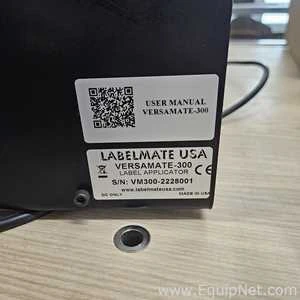 USER MANUAL
VERSAMATE-300
LABELMATE USA
VERSAMATE-300
LABEL APPLICATOR
S/N: VM300-2228001
www.labelmateusa.com
DC ONLY
MADE IN USA
CE
© EquipNet.com